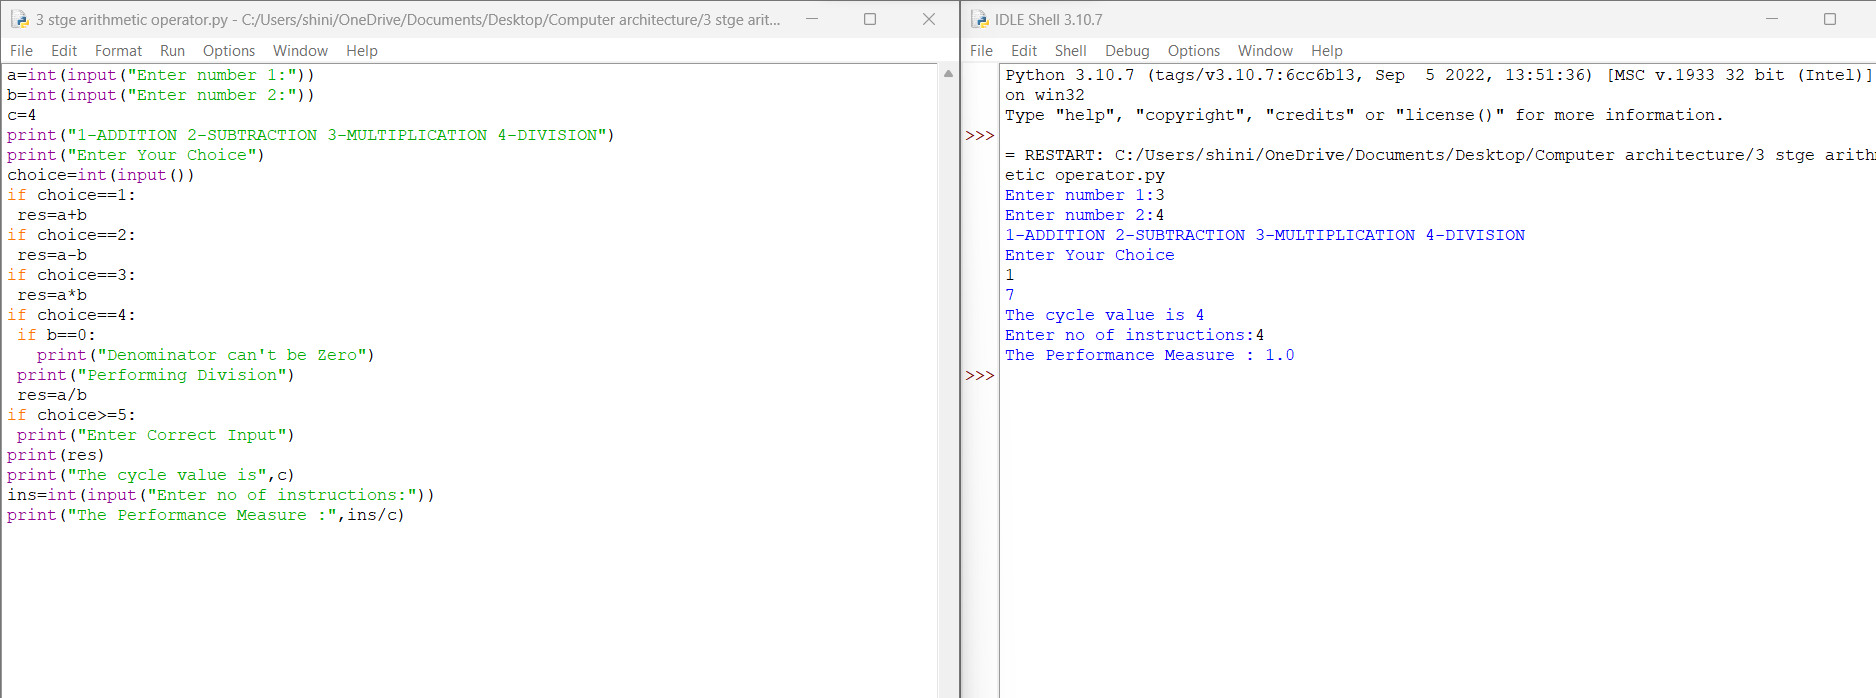 3 stge arithmetic operator.py - C:/Users/shini/OneDrive/Documents/Desktop/Computer architecture/3 stge arit...
File Edit Format Run Options Window Help
a=int(input("Enter number 1:"))
b=int(input("Enter number 2:"))
c=4
print("1-ADDITION 2-SUBTRACTION 3-MULTIPLICATION 4-DIVISION")
print("Enter Your Choice")
choice=int(input())
if choice==1:
 res=a+b
if choice==2:
 res=a-b
if choice==3:
 res=a*b
if choice==4:
 if b==0:
   print("Denominator can't be Zero")
 print("Performing Division")
 res=a/b
if choice>=5:
 print("Enter Correct Input")
print(res)
print("The cycle value is",c)
ins=int(input("Enter no of instructions:"))
print("The Performance Measure :",ins/c)
IDLE Shell 3.10.7
File Edit Shell Debug Options Window Help
Python 3.10.7 (tags/v3.10.7:6cc6b13, Sep  5 2022, 13:51:36) [MSC v.1933 32 bit (Intel)]
on win32
Type "help", "copyright", "credits" or "license()" for more information.
>>>
= RESTART: C:/Users/shini/OneDrive/Documents/Desktop/Computer architecture/3 stge arithm
etic operator.py
Enter number 1:3
Enter number 2:4
1-ADDITION 2-SUBTRACTION 3-MULTIPLICATION 4-DIVISION
Enter Your Choice
1
7
The cycle value is 4
Enter no of instructions:4
The Performance Measure : 1.0
>>>